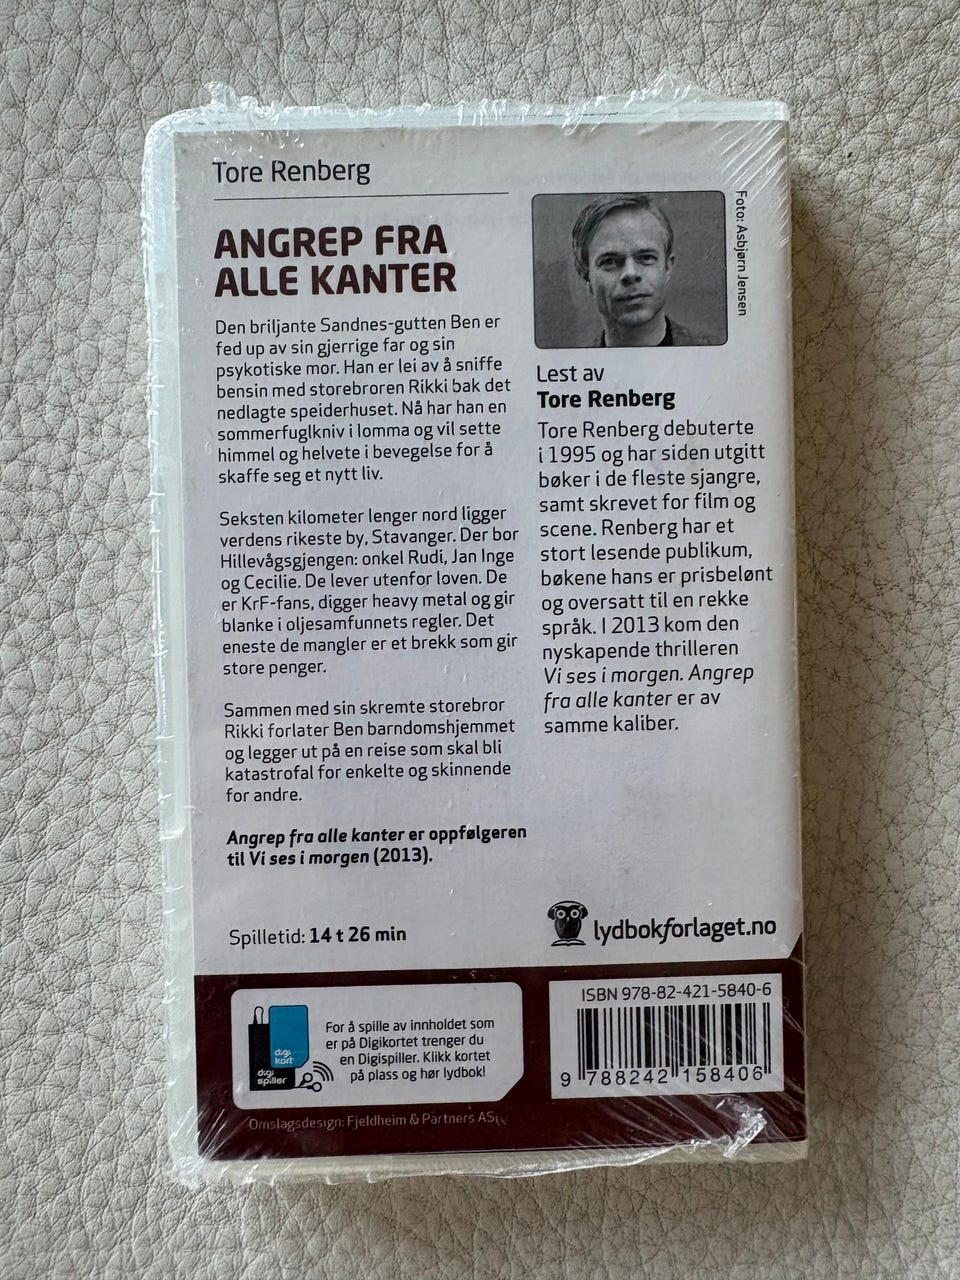 Tore Renberg
ANGREP FRA
ALLE KANTER
Den briljante Sandnes-gutten Ben er
fed up av sin gjerrige far og sin
psykotiske mor. Han er lei av å sniffe
bensin med storebroren Rikki bak det
nedlagte speiderhuset. Nå har han en
sommerfuglkniv i lomma og vil sette
himmel og helvete i bevegelse for å
skaffe seg et nytt liv.
Seksten kilometer lenger nord ligger
verdens rikeste by, Stavanger. Der bor
Hillevågsgjengen: onkel Rudi, Jan Inge
og Cecilie. De lever utenfor loven. De
er KrF-fans, digger heavy metal og gir
blanke i oljesamfunnets regler. Det
eneste de mangler er et brekk som gir
store penger.
Sammen med sin skremte storebror
Rikki forlater Ben barndomshjemmet
og legger ut på en reise som skal bli
katastrofal for enkelte og skinnende
for andre.
Angrep fra alle kanter er oppfølgeren
til Vi ses i morgen (2013).
Spilletid: 14 t 26 min
Foto: Asbjørn Jensen
Lest av
Tore Renberg
Tore Renberg debuterte
i 1995 og har siden utgitt
bøker i de fleste sjangre,
samt skrevet for film og
scene. Renberg har et
stort lesende publikum,
bøkene hans er prisbelønt
og oversatt til en rekke
språk. I 2013 kom den
nyskapende thrilleren
Vi ses i morgen. Angrep
fra alle kanter er av
samme kaliber.
lydbokforlaget.no
digi
kort
digi
spiller
For å spille av innholdet som
er på Digikortet trenger du
en Digispiller. Klikk kortet
på plass og hør lydbok!
Omslagsdesign: Fjeldheim & Partners AS
ISBN 978-82-421-5840-6
9 788242 158406